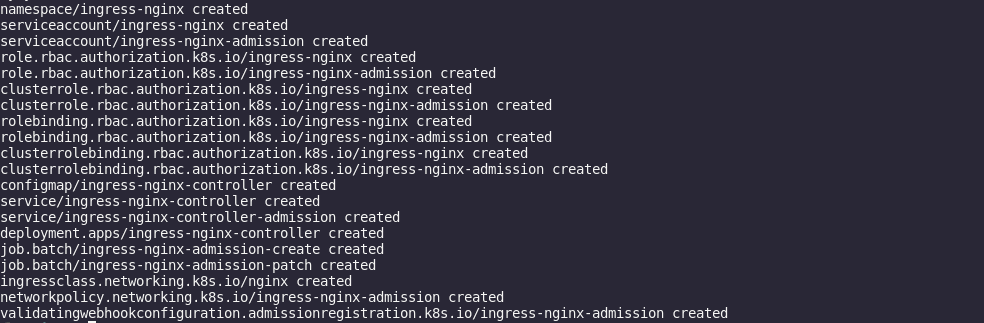 namespace/ingress-nginx created
serviceaccount/ingress-nginx created
serviceaccount/ingress-nginx-admission created
role.rbac.authorization.k8s.io/ingress-nginx created
role.rbac.authorization.k8s.io/ingress-nginx-admission created
clusterrole.rbac.authorization.k8s.io/ingress-nginx created
clusterrole.rbac.authorization.k8s.io/ingress-nginx-admission created
rolebinding.rbac.authorization.k8s.io/ingress-nginx created
rolebinding.rbac.authorization.k8s.io/ingress-nginx-admission created
clusterrolebinding.rbac.authorization.k8s.io/ingress-nginx created
clusterrolebinding.rbac.authorization.k8s.io/ingress-nginx-admission created
configmap/ingress-nginx-controller created
service/ingress-nginx-controller created
service/ingress-nginx-controller-admission created
deployment.apps/ingress-nginx-controller created
job.batch/ingress-nginx-admission-create created
job.batch/ingress-nginx-admission-patch created
ingressclass.networking.k8s.io/nginx created
networkpolicy.networking.k8s.io/ingress-nginx-admission created
validatingwebhookconfiguration.admissionregistration.k8s.io/ingress-nginx-admission created